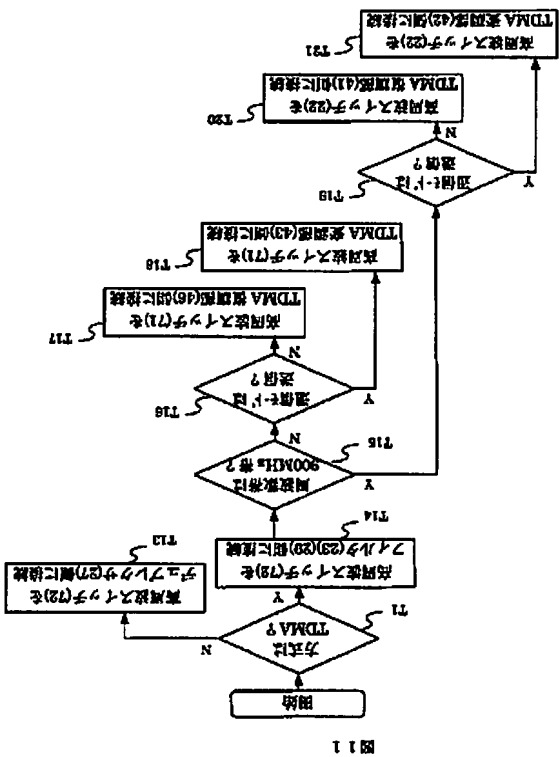 図11
開始
方式は
TDMA?
T1
N
Y
高周波スイッチ(72)を
デュプレクサ(27)側に接続
T13
高周波スイッチ(72)を
フィルタ(23)(29)側に接続
T14
周波数帯は
900MHz帯?
T15
N
Y
通信モードは
送信?
T16
N
Y
高周波スイッチ(71)を
TDMA復調部(46)側に接続
T17
高周波スイッチ(71)を
TDMA変調部(43)側に接続
T18
通信モードは
送信?
T19
N
Y
高周波スイッチ(22)を
TDMA復調部(41)側に接続
T20
高周波スイッチ(22)を
TDMA変調部(42)側に接続
T21